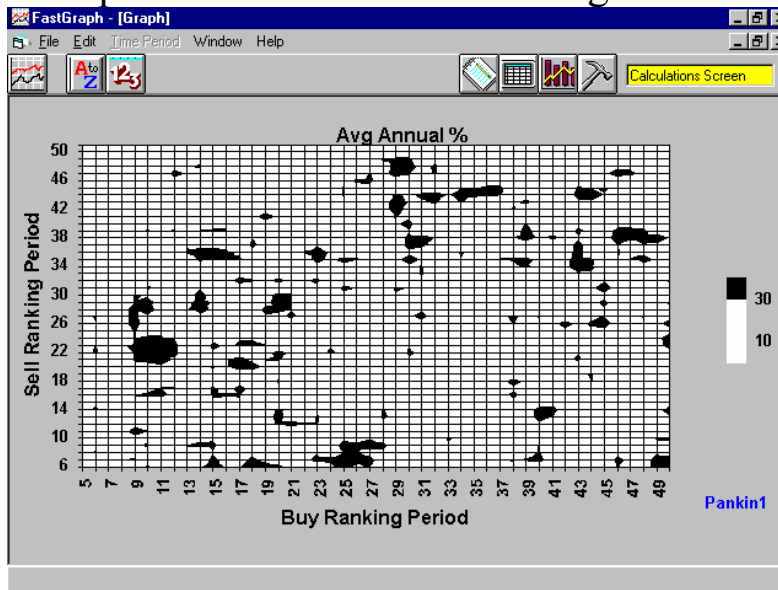 FastGraph - [Graph]
File Edit Time Period Window Help
A to Z 123 Calculations Screen
Avg Annual %
50
46
42
38
34
30
26
22
18
14
10
6
Sell Ranking Period
5 7 9 11 13 15 17 19 21 23 25 27 29 31 33 35 37 39 41 43 45 47 49
Buy Ranking Period
30
10
Pankin1